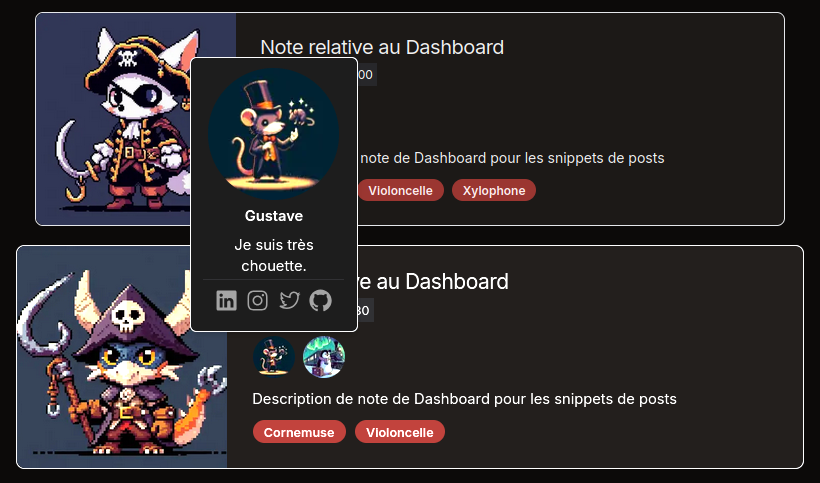 Note relative au Dashboard
00
note de Dashboard pour les snippets de posts
Violoncelle
Xylophone
Gustave
Je suis très
chouette.
in
ve au Dashboard
30
Description de note de Dashboard pour les snippets de posts
Cornemuse
Violoncelle